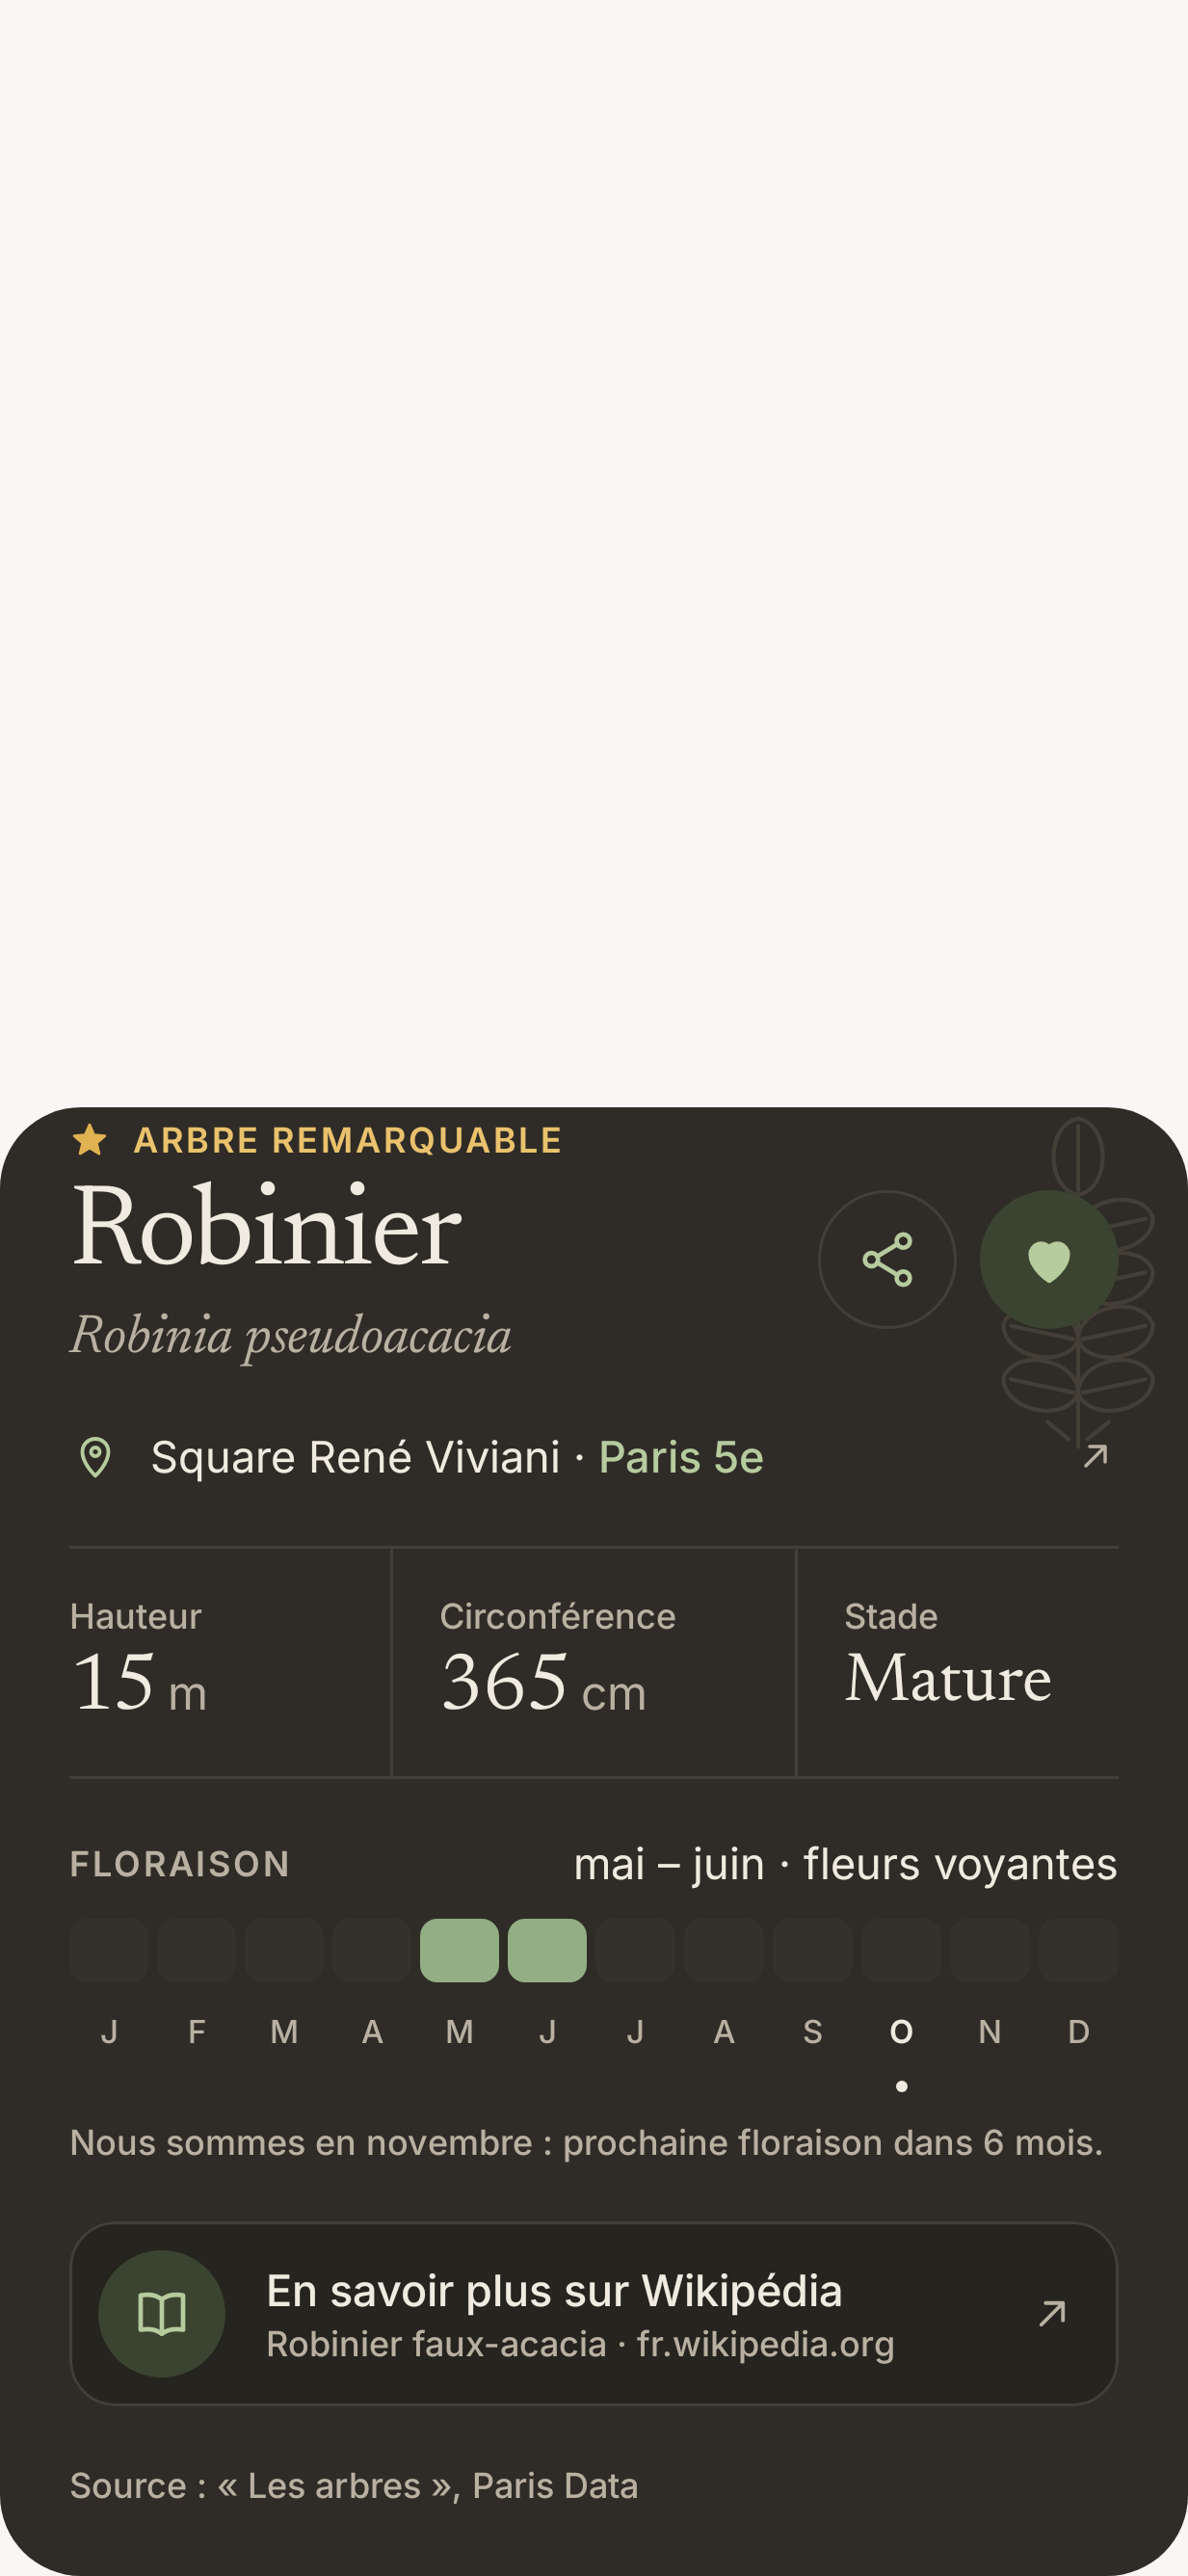 ARBRE REMARQUABLE
Robinier
Robinia pseudoacacia
Square René Viviani · Paris 5e
Hauteur Circonférence Stade
15 m 365 cm Mature
FLORAISON mai – juin · fleurs voyantes
J F M A M J J A S O N D
Nous sommes en novembre : prochaine floraison dans 6 mois.
En savoir plus sur Wikipédia
Robinier faux-acacia · fr.wikipedia.org
Source : « Les arbres », Paris Data